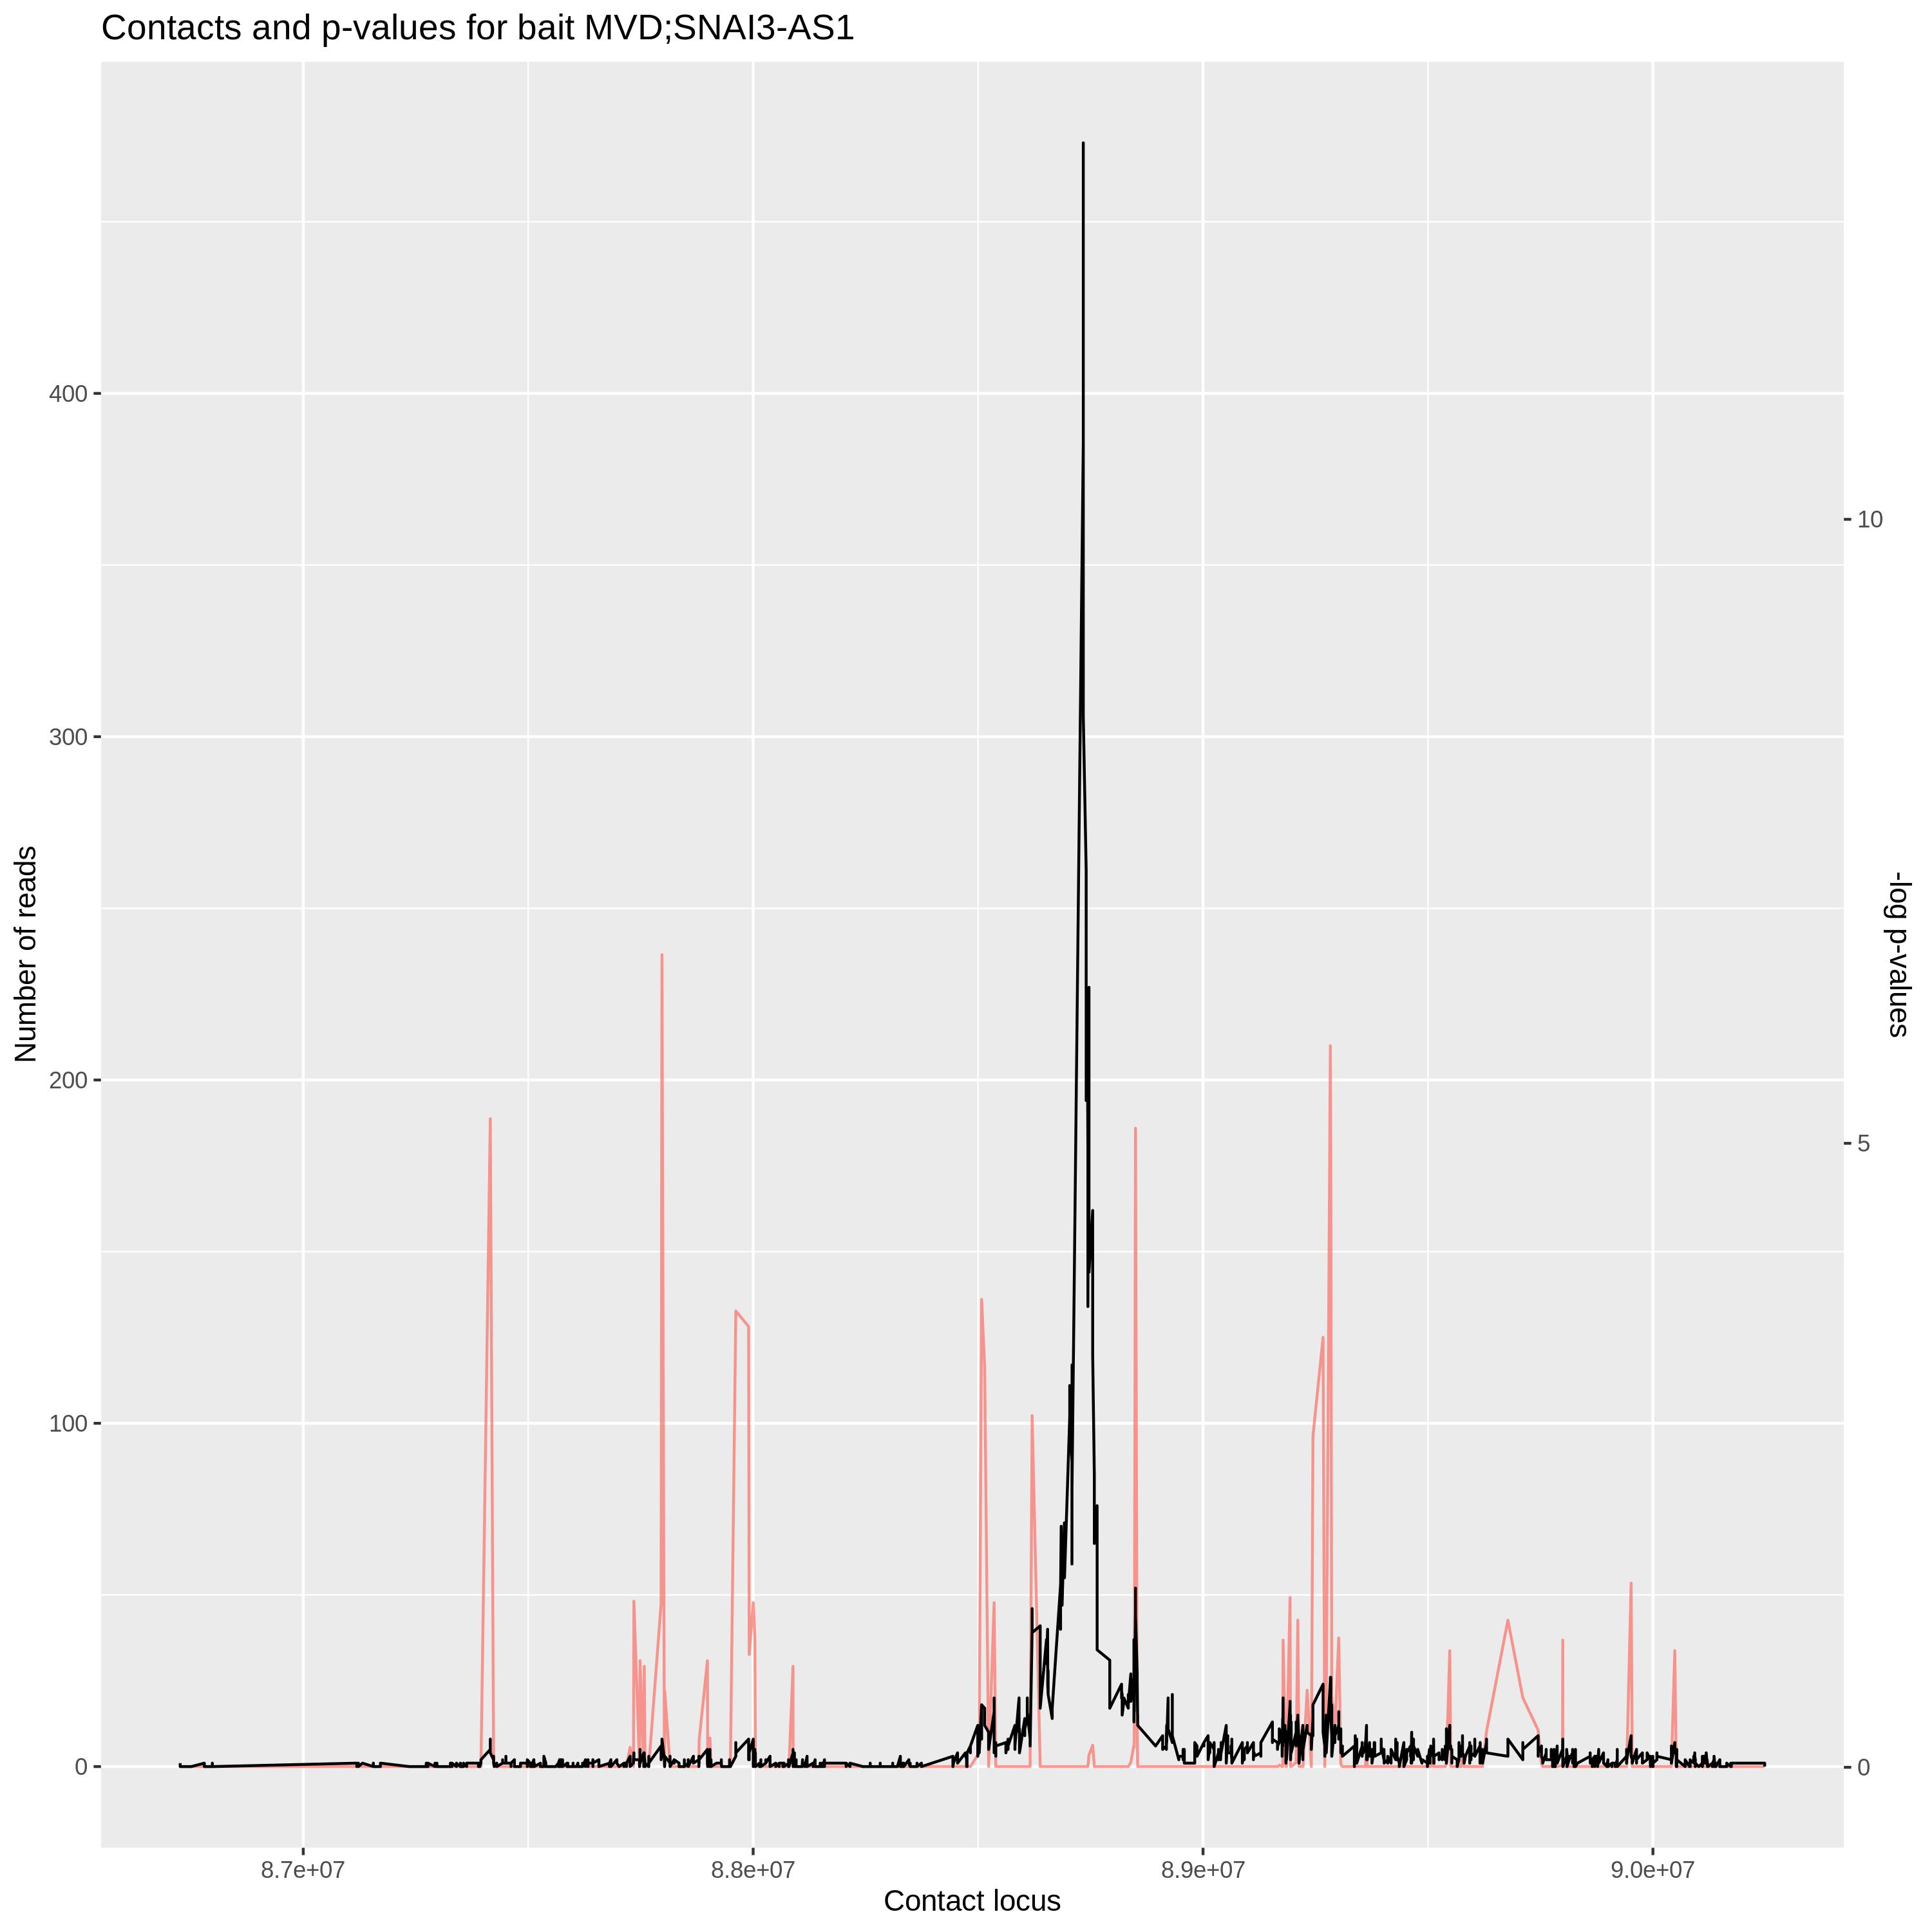 Contacts and p-values for bait MVD;SNAI3-AS1
400
300
200
100
0
Number of reads
10
5
0
-log p-values
8.7e+07
8.8e+07
8.9e+07
9.0e+07
Contact locus